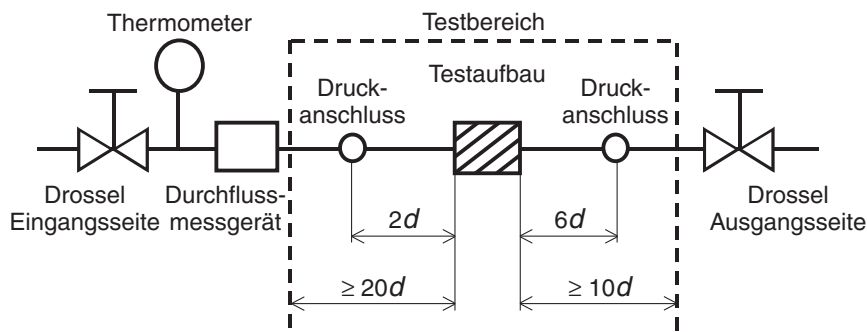 Testbereich
Thermometer
Testaufbau
Druck-
anschluss
Druck-
anschluss
Drossel
Eingangsseite
Durchfluss-
messgerät
Drossel
Ausgangsseite
2d
6d
≥ 20d
≥ 10d